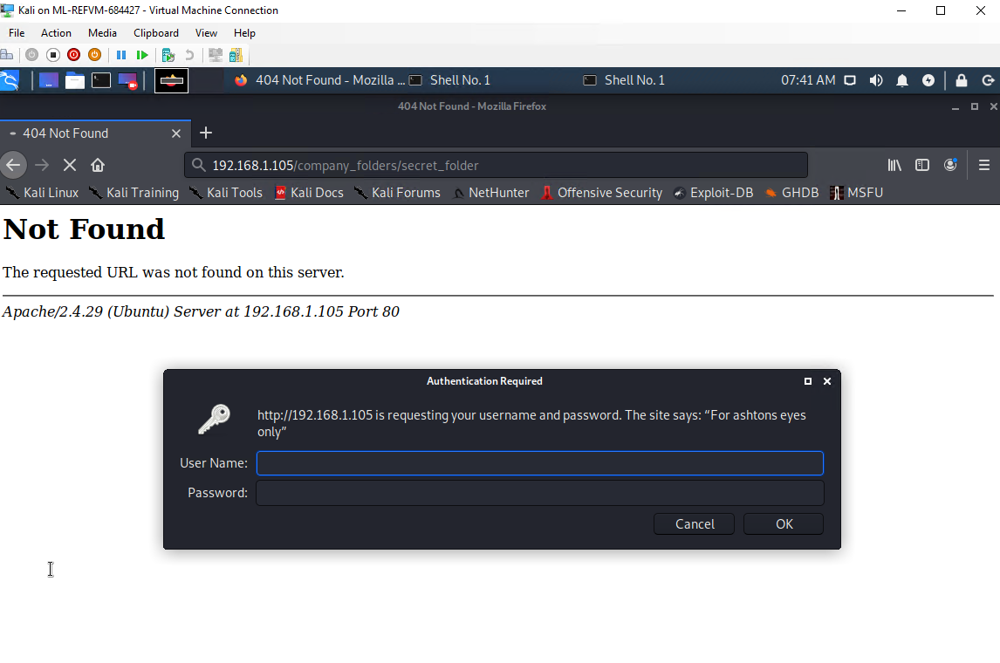 Kali on ML-REFVM-684427 - Virtual Machine Connection
File Action Media Clipboard View Help
404 Not Found - Mozilla ... Shell No. 1 Shell No. 1 07:41 AM
404 Not Found - Mozilla Firefox
404 Not Found
192.168.1.105/company_folders/secret_folder
Kali Linux Kali Training Kali Tools Kali Docs Kali Forums NetHunter Offensive Security Exploit-DB GHDB MSFU
Not Found
The requested URL was not found on this server.
Apache/2.4.29 (Ubuntu) Server at 192.168.1.105 Port 80
Authentication Required
http://192.168.1.105 is requesting your username and password. The site says: “For ashtons eyes
only”
User Name:
Password:
Cancel OK